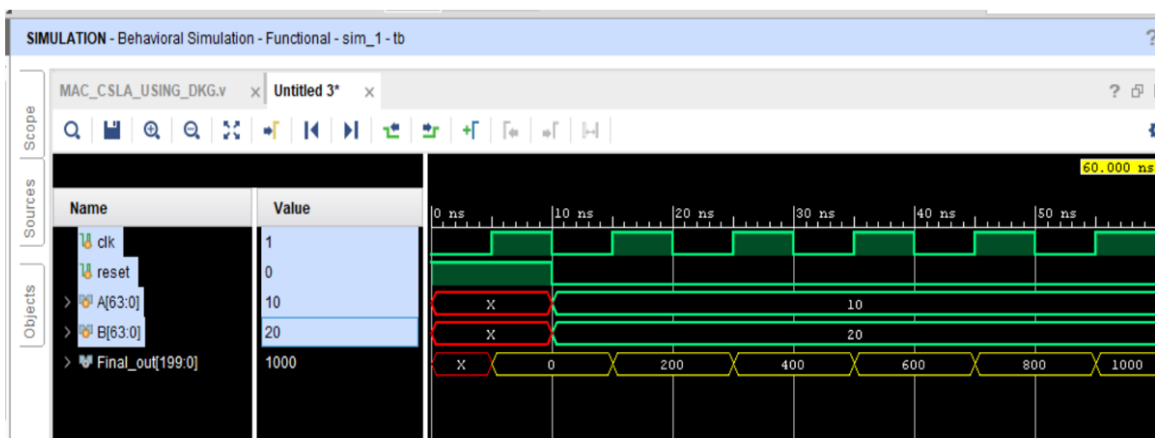 SIMULATION - Behavioral Simulation - Functional - sim_1 - tb ?
MAC_CSLA_USING_DKG.v × Untitled 3* × ?
Scope
Sources
Objects
60.000 ns
Name Value 0 ns 10 ns 20 ns 30 ns 40 ns 50 ns
clk 1
reset 0
> A[63:0] 10 X 10
> B[63:0] 20 X 20
> Final_out[199:0] 1000 X 0 200 400 600 800 1000